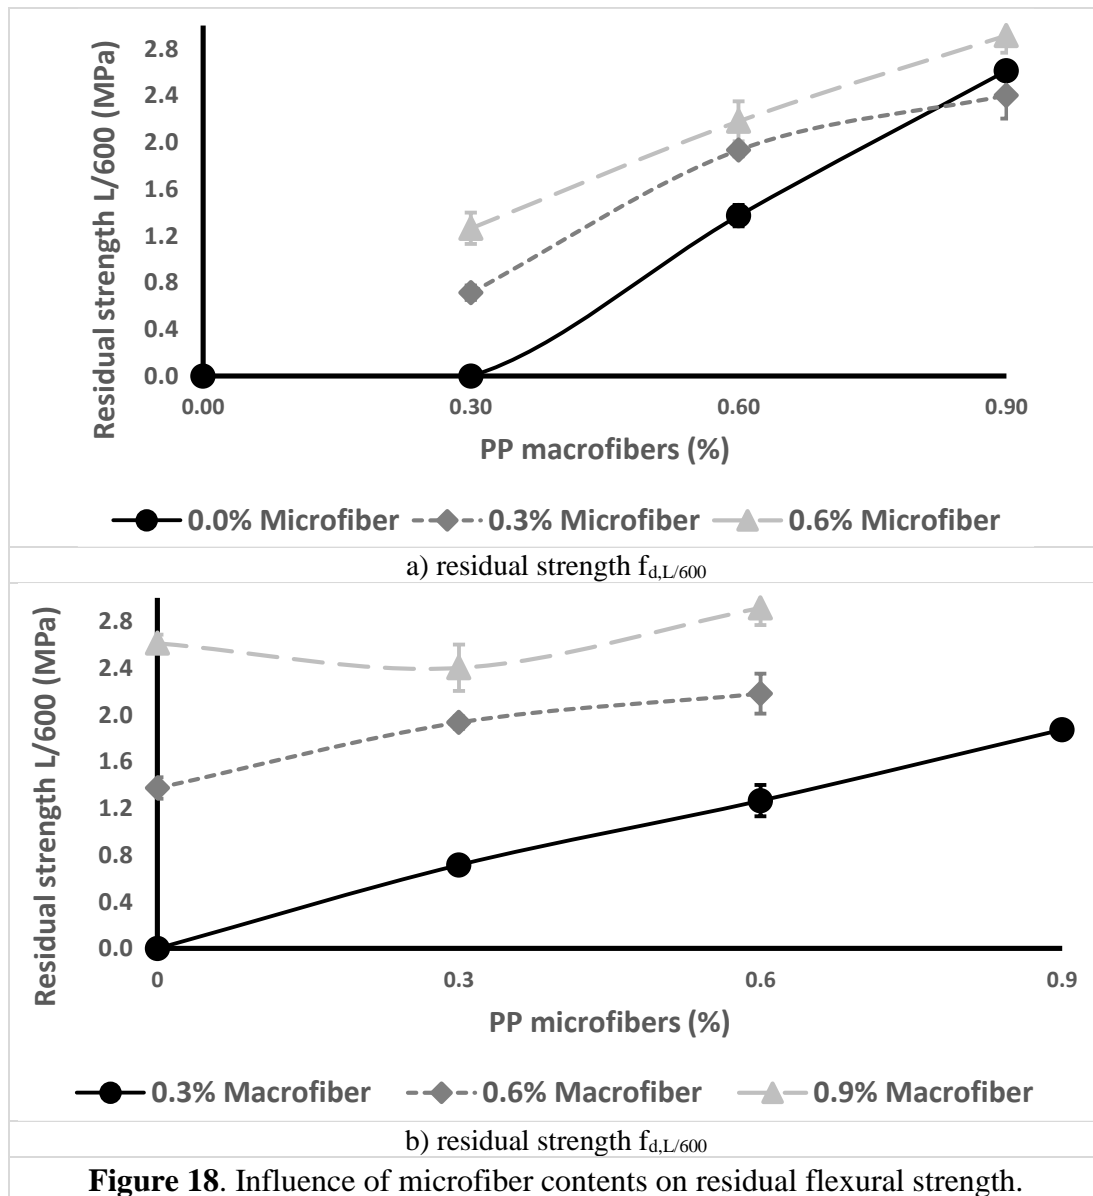 Residual strength L/600 (MPa)
2.8
2.4
2.0
1.6
1.2
0.8
0.4
0.0
0.00 0.30 0.60 0.90
PP macrofibers (%)
0.0% Microfiber 0.3% Microfiber 0.6% Microfiber
a) residual strength fd,L/600
Residual strength L/600 (MPa)
2.8
2.4
2.0
1.6
1.2
0.8
0.4
0.0
0 0.3 0.6 0.9
PP microfibers (%)
0.3% Macrofiber 0.6% Macrofiber 0.9% Macrofiber
b) residual strength fd,L/600
Figure 18. Influence of microfiber contents on residual flexural strength.